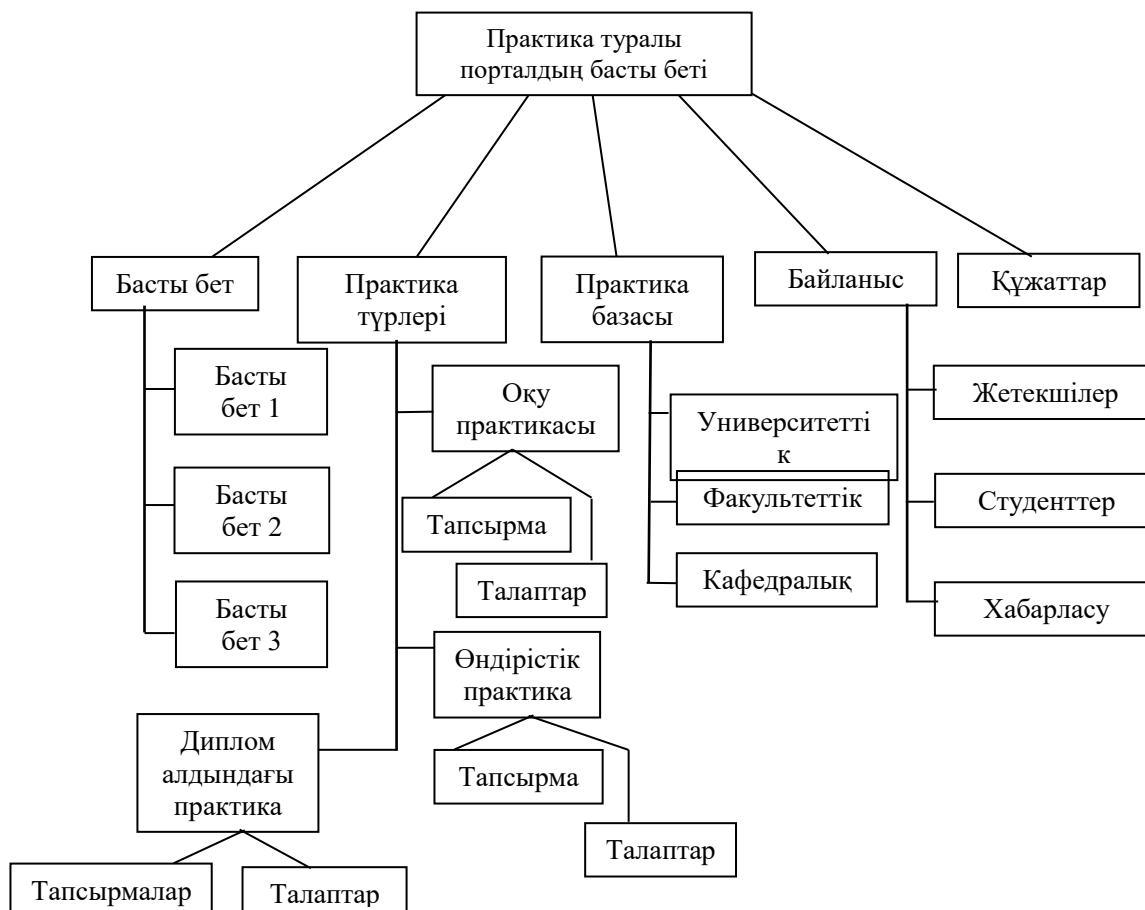 Практика туралы
порталдың басты беті
Басты бет
Практика
түрлері
Практика
базасы
Байланыс
Құжаттар
Басты
бет 1
Басты
бет 2
Басты
бет 3
Оқу
практикасы
Тапсырма
Талаптар
Өндірістік
практика
Тапсырма
Талаптар
Диплом
алдындағы
практика
Тапсырмалар
Талаптар
Университетті
к
Факультеттік
Кафедралық
Жетекшілер
Студенттер
Хабарласу